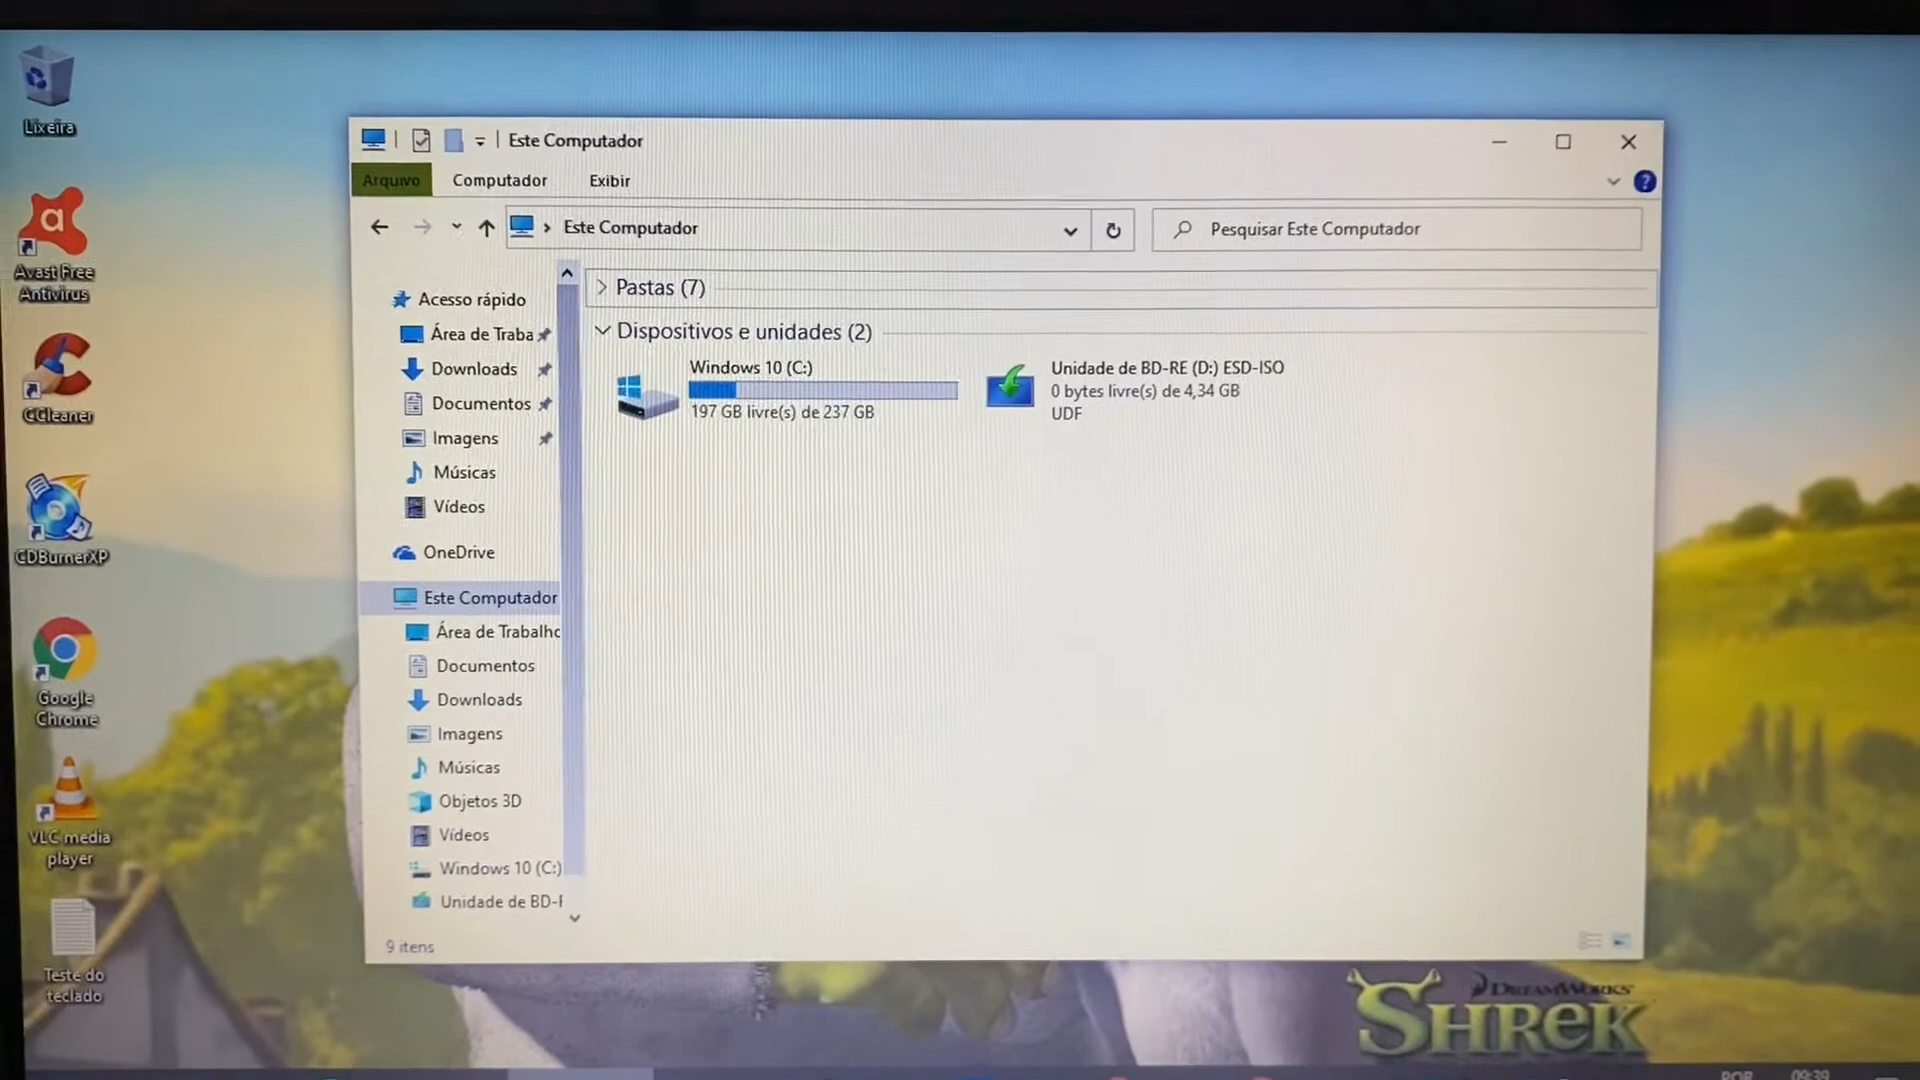 Lixeira
Avast Free
Antivirus
CCleaner
CDBurnerXP
Google
Chrome
VLC media
player
Teste do
teclado
Este Computador
Arquivo
Computador
Exibir
Este Computador
Pesquisar Este Computador
Acesso rápido
Área de Traba
Downloads
Documentos
Imagens
Músicas
Vídeos
OneDrive
Este Computador
Área de Trabalho
Documentos
Downloads
Imagens
Músicas
Objetos 3D
Vídeos
Windows 10 (C:)
Unidade de BD-R
9 itens
Pastas (7)
Dispositivos e unidades (2)
Windows 10 (C:)
197 GB livre(s) de 237 GB
Unidade de BD-RE (D:) ESD-ISO
0 bytes livre(s) de 4,34 GB
UDF
DREAMWORKS
SHREK
POR
09:39